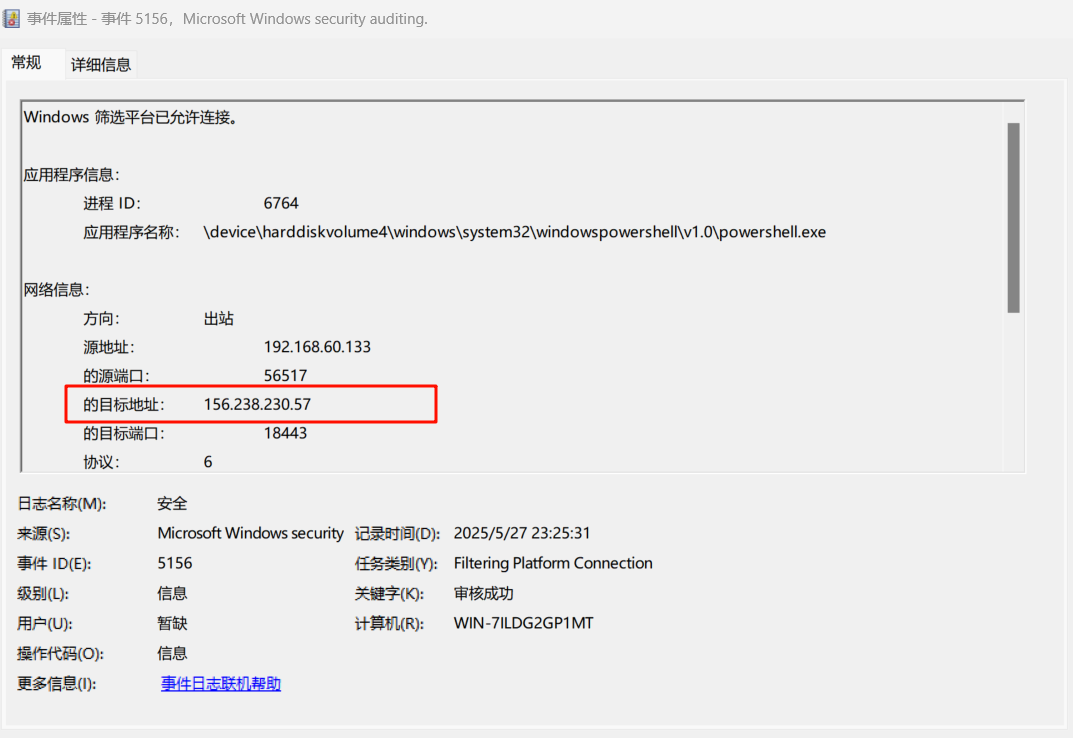 事件属性 - 事件 5156，Microsoft Windows security auditing.
常规 详细信息
Windows 筛选平台已允许连接。
应用程序信息:
进程 ID: 6764
应用程序名称: \device\harddiskvolume4\windows\system32\windowspowershell\v1.0\powershell.exe
网络信息:
方向: 出站
源地址: 192.168.60.133
的源端口: 56517
的目标地址: 156.238.230.57
的目标端口: 18443
协议: 6
日志名称(M): 安全
来源(S): Microsoft Windows security 记录时间(D): 2025/5/27 23:25:31
事件 ID(E): 5156 任务类别(Y): Filtering Platform Connection
级别(L): 信息 关键字(K): 审核成功
用户(U): 暂缺 计算机(R): WIN-7ILDG2GP1MT
操作代码(O): 信息
更多信息(I): 事件日志联机帮助